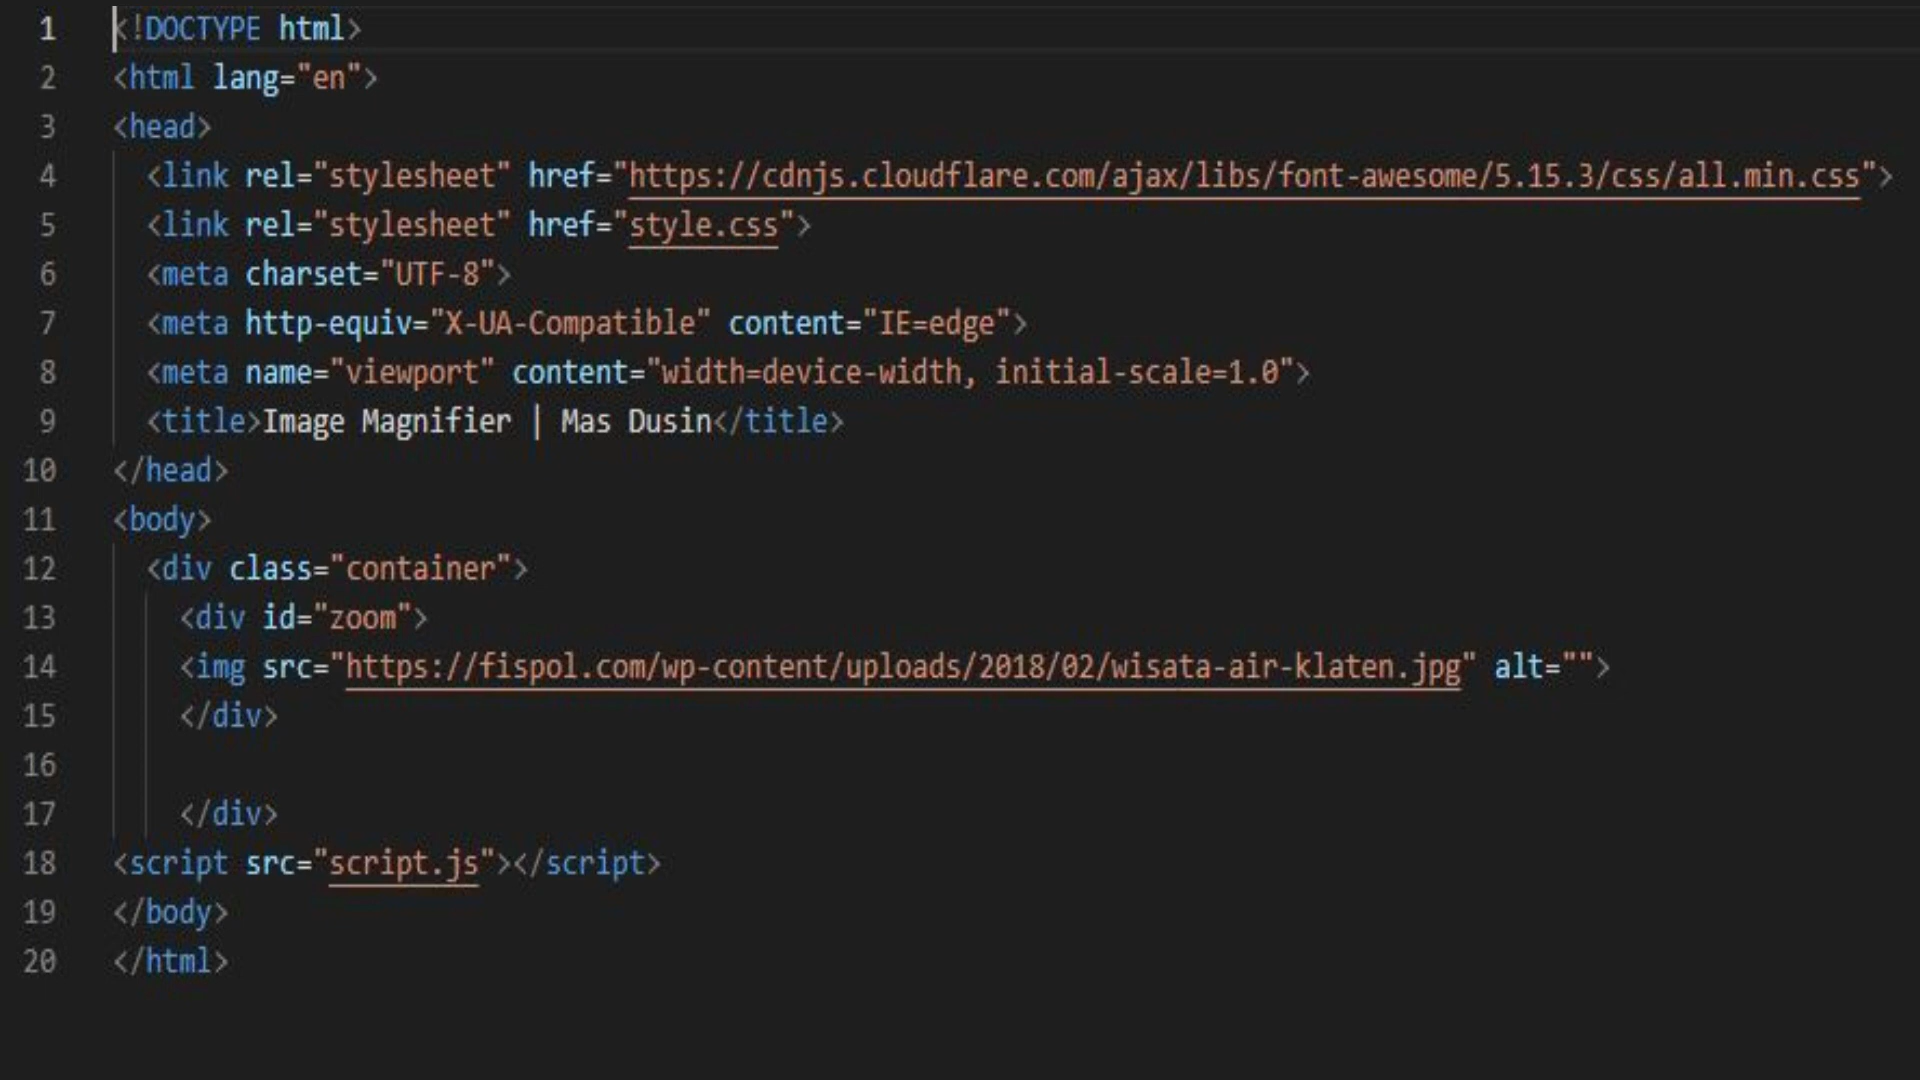 1 <!DOCTYPE html>
2 <html lang="en">
3 <head>
4 <link rel="stylesheet" href="https://cdnjs.cloudflare.com/ajax/libs/font-awesome/5.15.3/css/all.min.css">
5 <link rel="stylesheet" href="style.css">
6 <meta charset="UTF-8">
7 <meta http-equiv="X-UA-Compatible" content="IE=edge">
8 <meta name="viewport" content="width=device-width, initial-scale=1.0">
9 <title>Image Magnifier | Mas Dusin</title>
10 </head>
11 <body>
12 <div class="container">
13 <div id="zoom">
14 <img src="https://fispol.com/wp-content/uploads/2018/02/wisata-air-klaten.jpg" alt="">
15 </div>
16
17 </div>
18 <script src="script.js"></script>
19 </body>
20 </html>